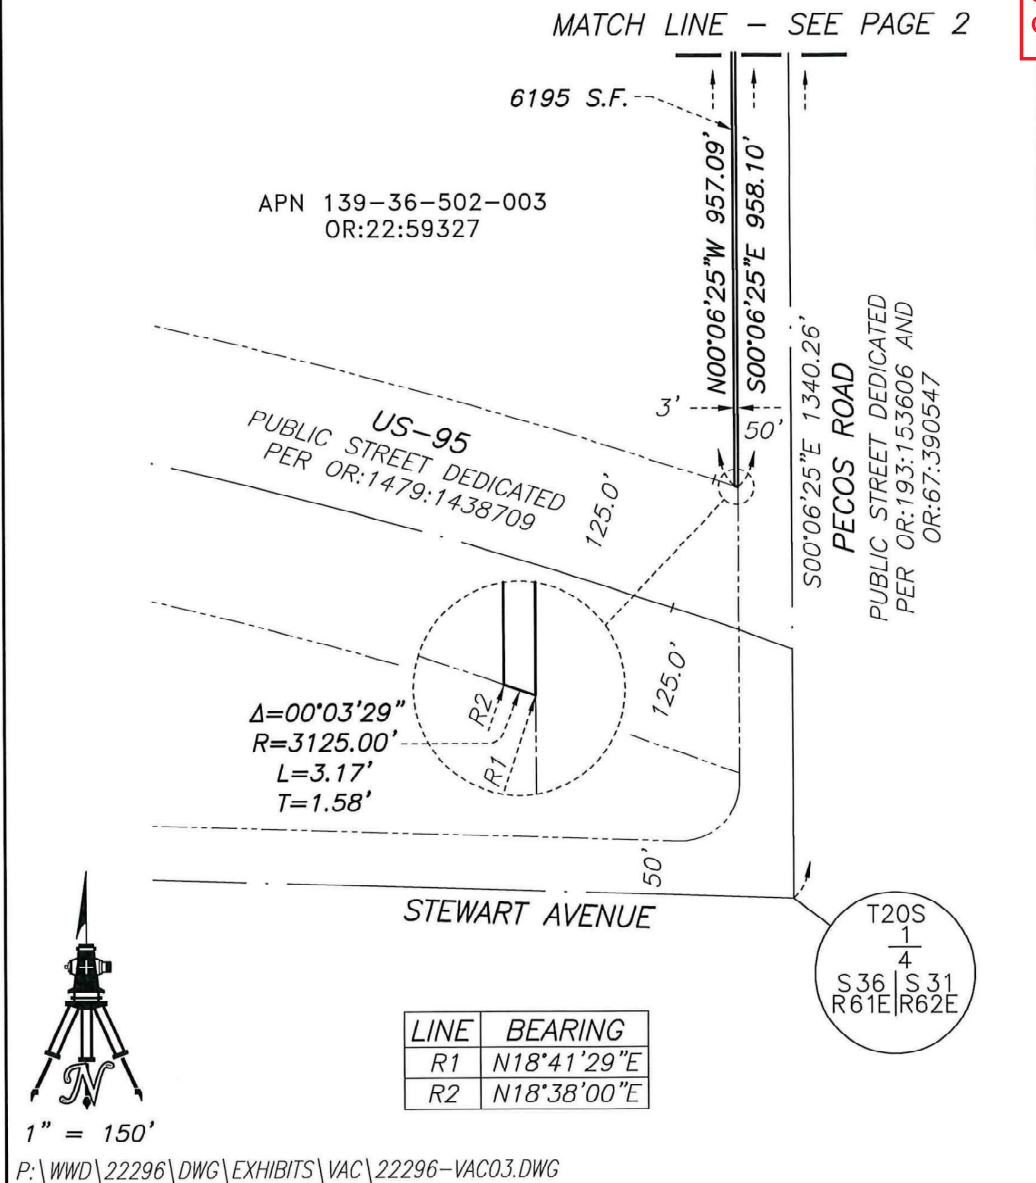 MATCH LINE – SEE PAGE 2
6195 S.F.
APN 139-36-502-003
OR:22:59327
N00°06'25"W 957.09'
S00°06'25"E 958.10'
3'
50'
S00°06'25"E 1340.26'
PECOS ROAD
PUBLIC STREET DEDICATED
PER OR:193:153606 AND
OR:67:390547
US-95
PUBLIC STREET DEDICATED
PER OR:1479:1438709
125.0'
125.0'
R2
R1
Δ=00°03'29"
R=3125.00'
L=3.17'
T=1.58'
50'
STEWART AVENUE
T20S
1
4
S 36 S 31
R61E R62E
LINE BEARING
R1 N18°41'29"E
R2 N18°38'00"E
N
1" = 150'
P:\WWD\22296\DWG\EXHIBITS\VAC\22296-VAC03.DWG